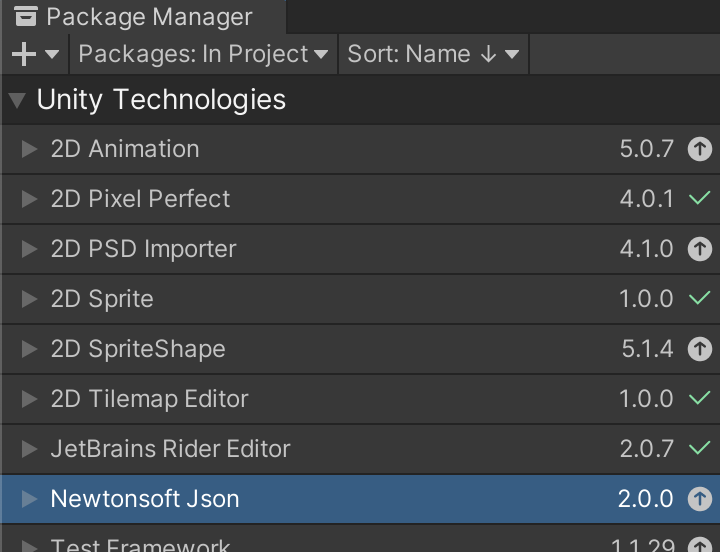 Package Manager
Packages: In Project Sort: Name ↓
Unity Technologies
2D Animation 5.0.7
2D Pixel Perfect 4.0.1
2D PSD Importer 4.1.0
2D Sprite 1.0.0
2D SpriteShape 5.1.4
2D Tilemap Editor 1.0.0
JetBrains Rider Editor 2.0.7
Newtonsoft Json 2.0.0
Test Framework 1.1.29